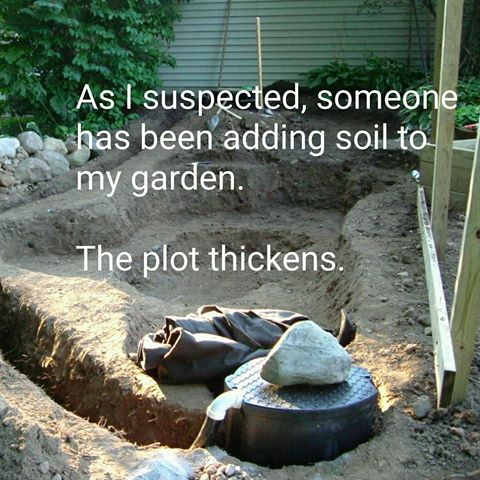 As I suspected, someone
has been adding soil to
my garden.
The plot thickens.